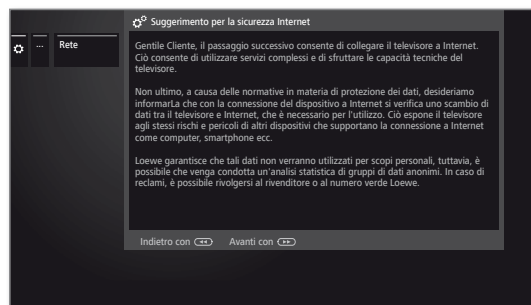 Suggerimento per la sicurezza Internet
... Rete
Gentile Cliente, il passaggio successivo consente di collegare il televisore a Internet.
Ciò consente di utilizzare servizi complessi e di sfruttare le capacità tecniche del
televisore.
Non ultimo, a causa delle normative in materia di protezione dei dati, desideriamo
informarLa che con la connessione del dispositivo a Internet si verifica uno scambio di
dati tra il televisore e Internet, che è necessario per l'utilizzo. Ciò espone il televisore
agli stessi rischi e pericoli di altri dispositivi che supportano la connessione a Internet
come computer, smartphone ecc.
Loewe garantisce che tali dati non verranno utilizzati per scopi personali, tuttavia, è
possibile che venga condotta un'analisi statistica di gruppi di dati anonimi. In caso di
reclami, è possibile rivolgersi al rivenditore o al numero verde Loewe.
Indietro con Avanti con